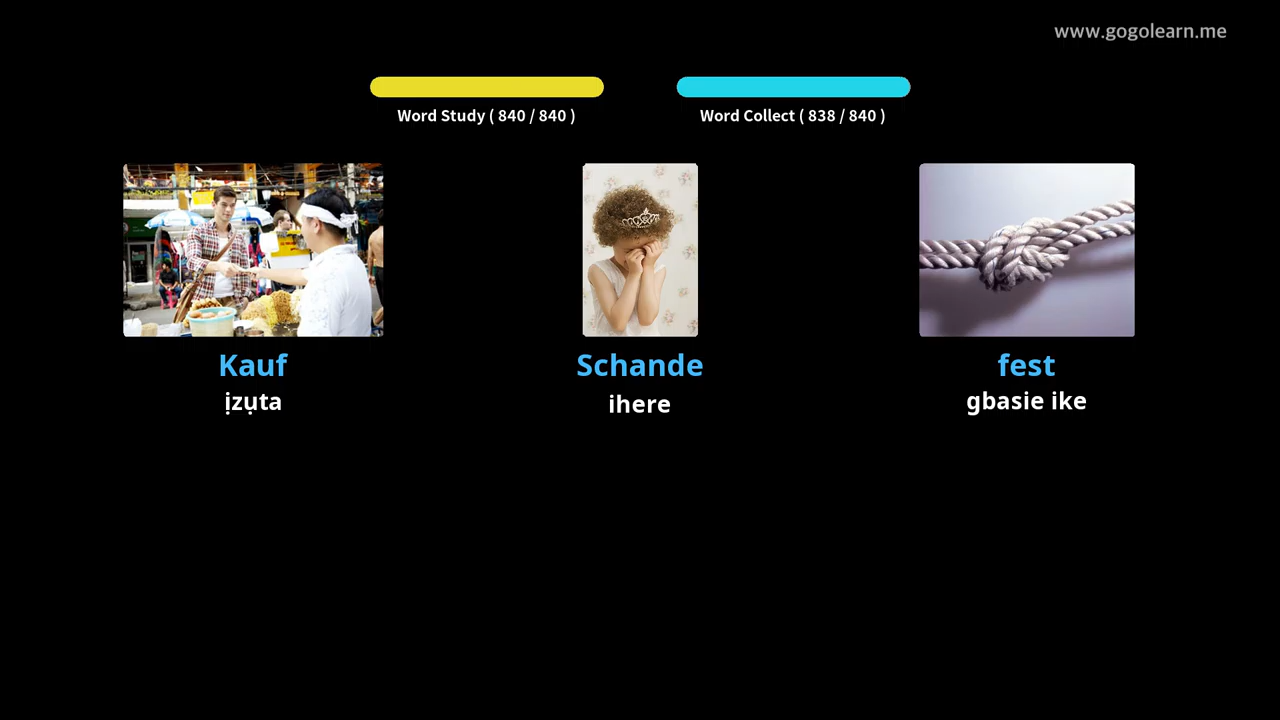 www.gogolearn.me
Word Study ( 840 / 840 )
Word Collect ( 838 / 840 )
Kauf
ịzụta
Schande
ihere
fest
gbasie ike